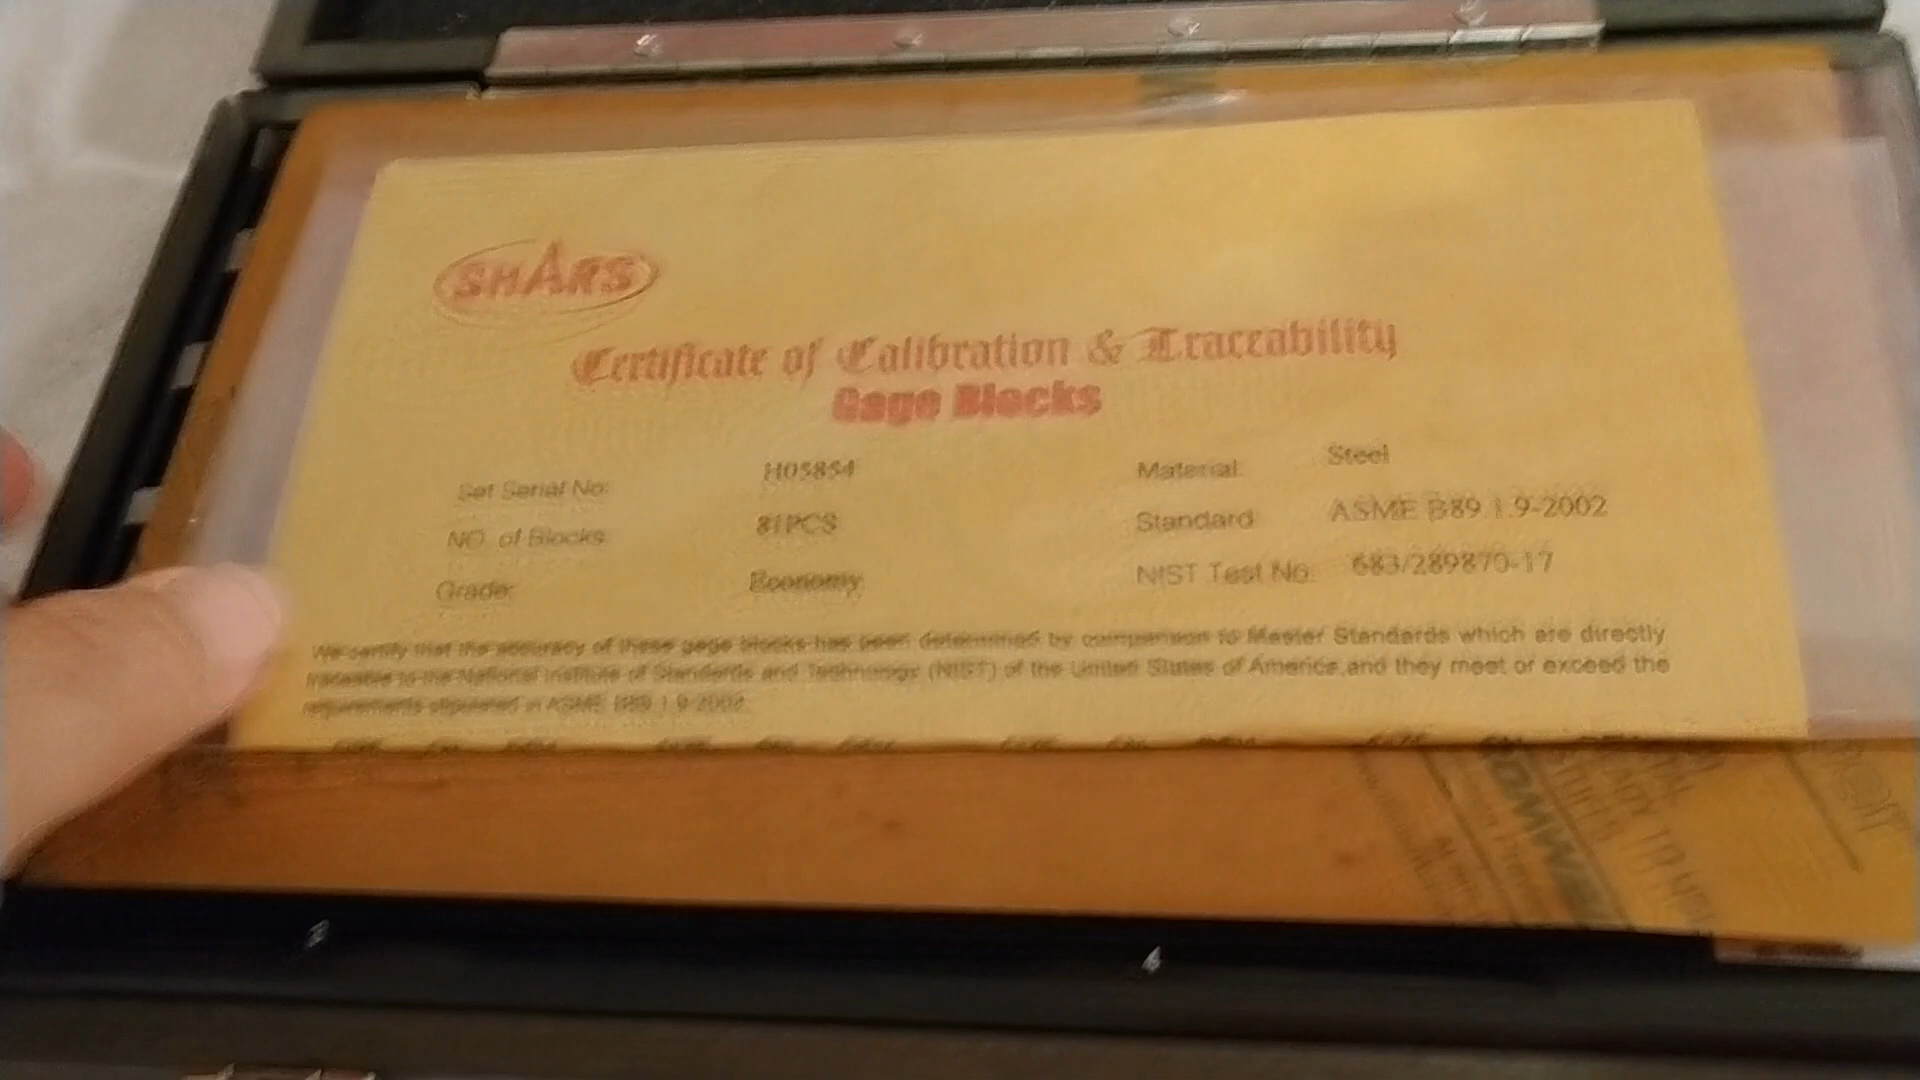 SHARS
Certificate of Calibration & Traceability
Gage Blocks
Set Serial No: H05854 Material: Steel
NO. of Blocks: 81PCS Standard ASME B89.1.9-2002
Grade: Economy NIST Test No: 683/289870-17
We certify that the accuracy of these gage blocks has been determined by comparison to Master Standards which are directly
traceable to the National Institute of Standards and Technology (NIST) of the United States of America,and they meet or exceed the
requirements stipulated in ASME B89.1.9-2002.